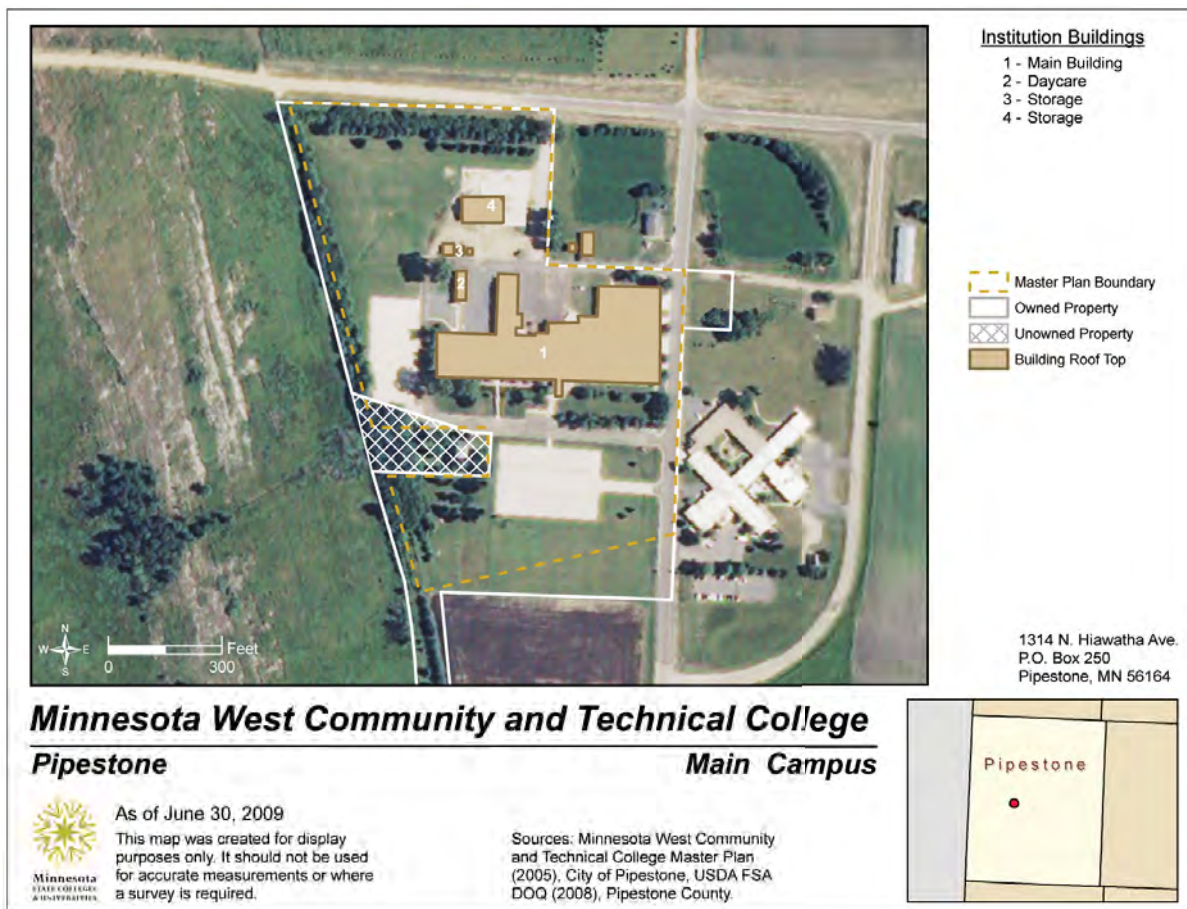 Institution Buildings
1 - Main Building
2 - Daycare
3 - Storage
4 - Storage
4
3
2
1
Master Plan Boundary
Owned Property
Unowned Property
Building Roof Top
N
W E
S
Feet
0 300
1314 N. Hiawatha Ave.
P.O. Box 250
Pipestone, MN 56164
Minnesota West Community and Technical College
Pipestone
Main Campus
Pipestone
As of June 30, 2009
This map was created for display
purposes only. It should not be used
for accurate measurements or where
a survey is required.
Minnesota
STATE COLLEGES
& UNIVERSITIES
Sources: Minnesota West Community
and Technical College Master Plan
(2005), City of Pipestone, USDA FSA
DOQ (2008), Pipestone County.